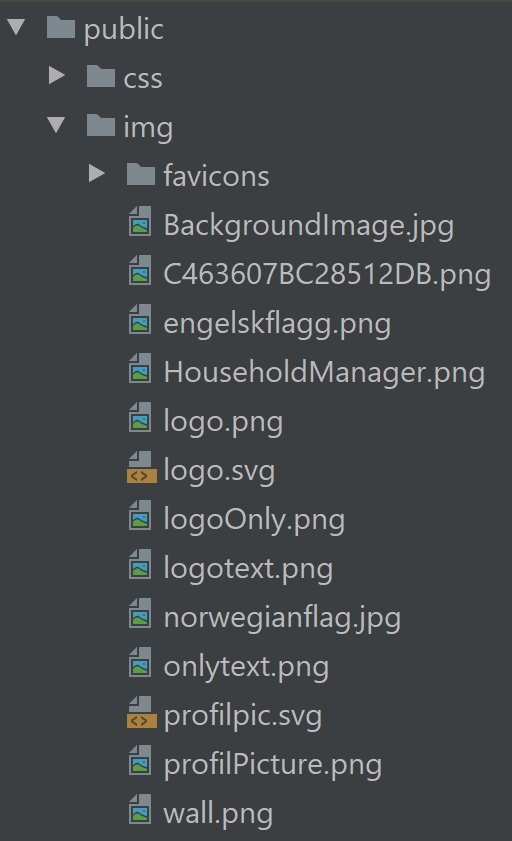 public
css
img
favicons
BackgroundImage.jpg
C463607BC28512DB.png
engelskflagg.png
HouseholdManager.png
logo.png
logo.svg
logoOnly.png
logotext.png
norwegianflag.jpg
onlytext.png
profilpic.svg
profilPicture.png
wall.png